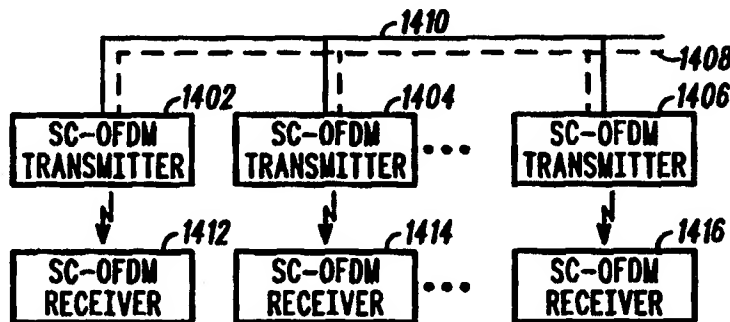 1410
1408
1402
1404
1406
SC-OFDM
TRANSMITTER
SC-OFDM
TRANSMITTER
SC-OFDM
TRANSMITTER
1412
1414
1416
SC-OFDM
RECEIVER
SC-OFDM
RECEIVER
SC-OFDM
RECEIVER